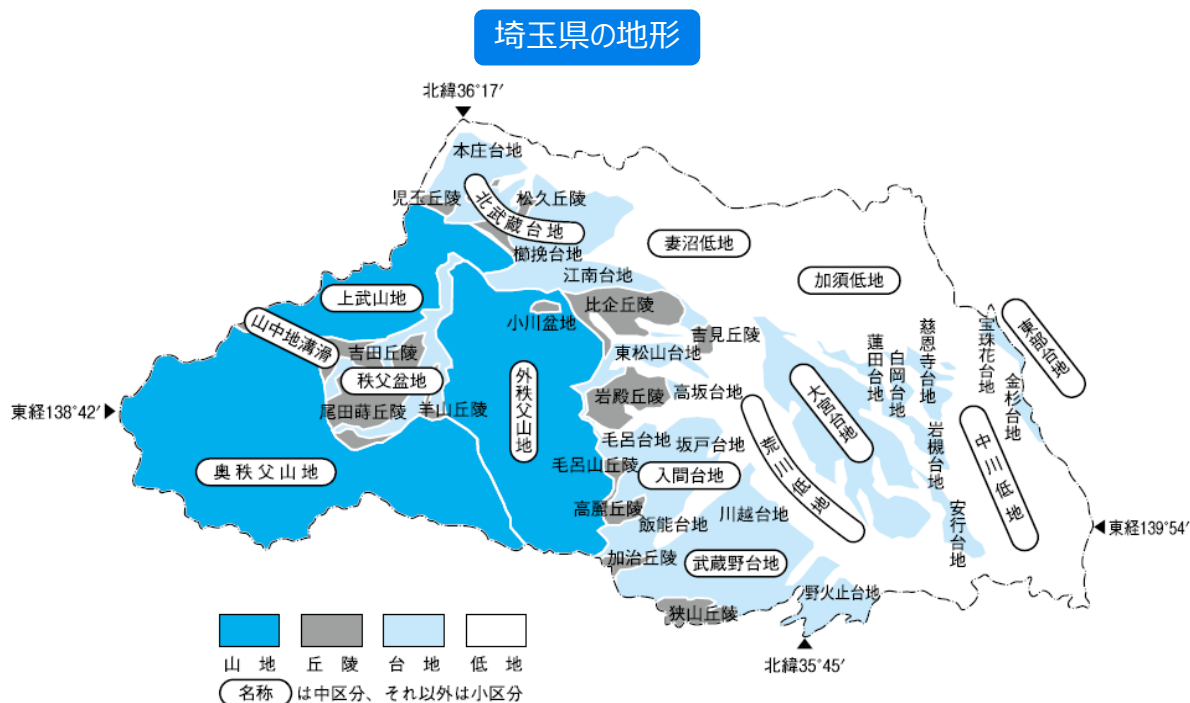 埼玉県の地形
北緯36°17′
本庄台地
児玉丘陵
松久丘陵
北武蔵台地
櫛挽台地
妻沼低地
江南台地
加須低地
上武山地
比企丘陵
小川盆地
山中地溝滑
吉見丘陵
吉田丘陵
東松山台地
秩父盆地
外秩父山地
蓮田台地
白岡台地
慈恩寺台地
宝珠花台地
東部台地
金杉台地
東経138°42′
尾田蒔丘陵
羊山丘陵
岩殿丘陵
高坂台地
大宮台地
荒川低地
岩槻台地
中川低地
毛呂台地
坂戸台地
奥秩父山地
毛呂山丘陵
入間台地
高麗丘陵
飯能台地
川越台地
安行台地
東経139°54′
加治丘陵
武蔵野台地
野火止台地
狭山丘陵
北緯35°45′
山地
丘陵
台地
低地
名称 は中区分、それ以外は小区分